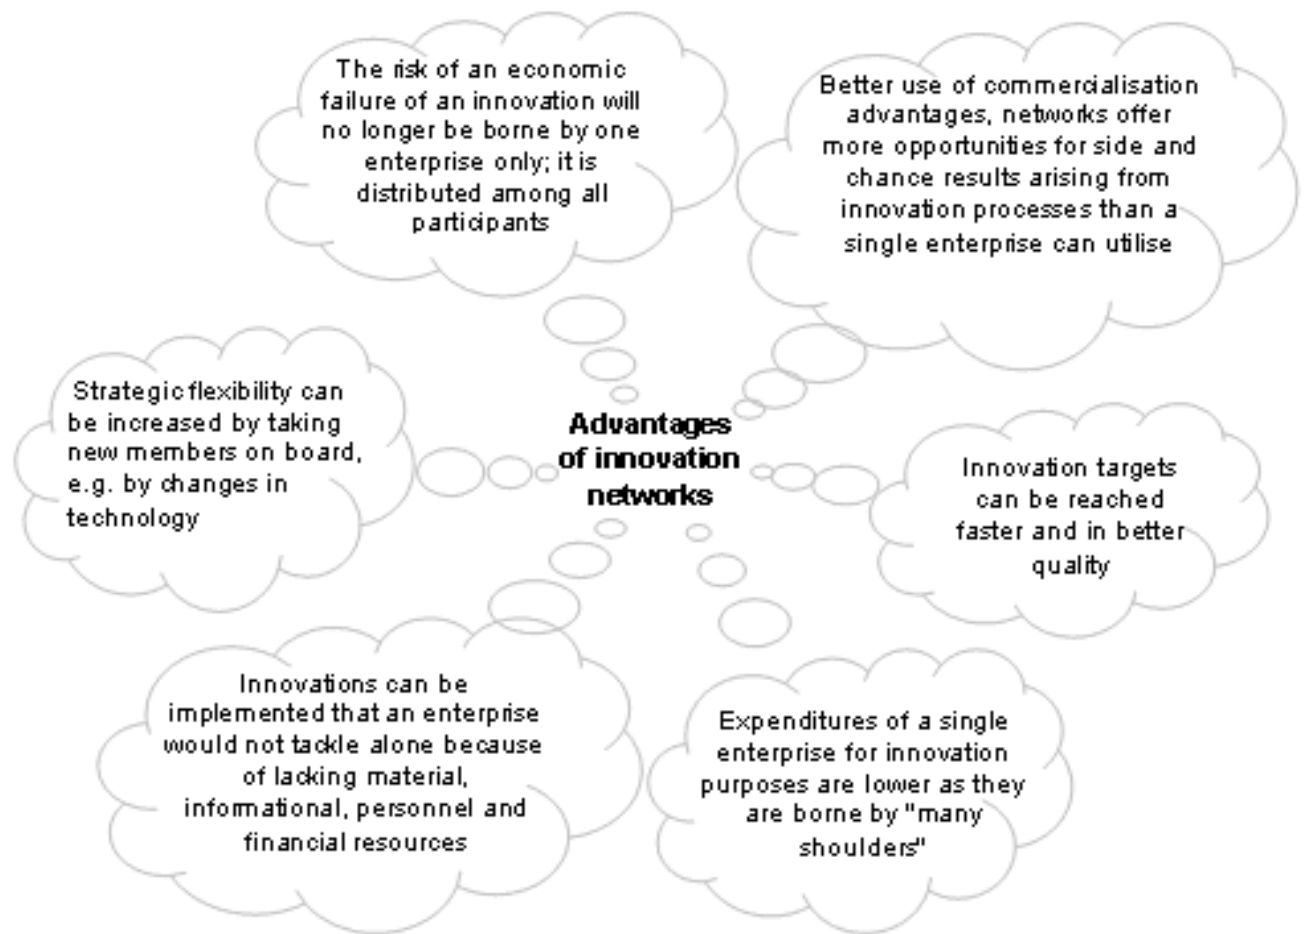 The risk of an economic
failure of an innovation will
no longer be borne by one
enterprise only; it is
distributed among all
participants
Better use of commercialisation
advantages, networks offer
more opportunities for side and
chance results arising from
innovation processes than a
single enterprise can utilise
Strategic flexibility can
be increased by taking
new members on board,
e.g. by changes in
technology
Advantages
of innovation
networks
Innovation targets
can be reached
faster and in better
quality
Innovations can be
implemented that an enterprise
would not tackle alone because
of lacking material,
informational, personnel and
financial resources
Expenditures of a single
enterprise for innovation
purposes are lower as they
are borne by "many
shoulders"